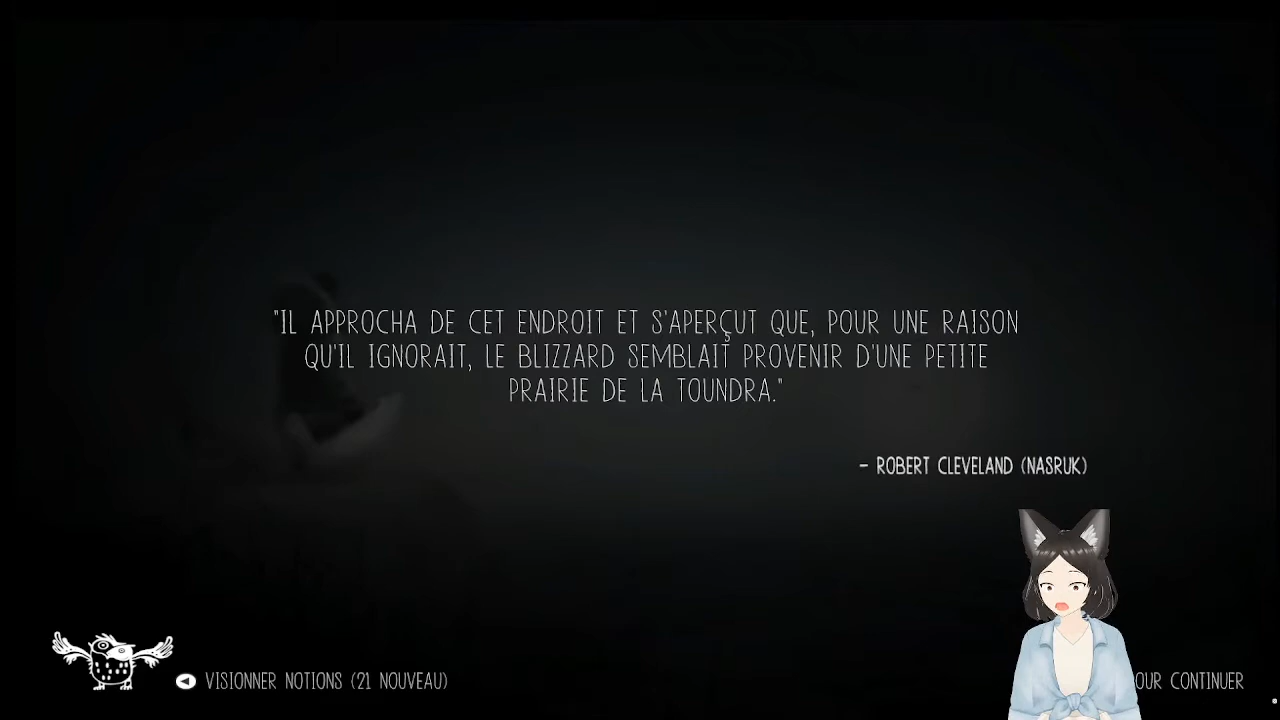 "IL APPROCHA DE CET ENDROIT ET S'APERÇUT QUE, POUR UNE RAISON
QU'IL IGNORAIT, LE BLIZZARD SEMBLAIT PROVENIR D'UNE PETITE
PRAIRIE DE LA TOUNDRA."
- ROBERT CLEVELAND (NASRUK)
VISIONNER NOTIONS (21 NOUVEAU)
OUR CONTINUER